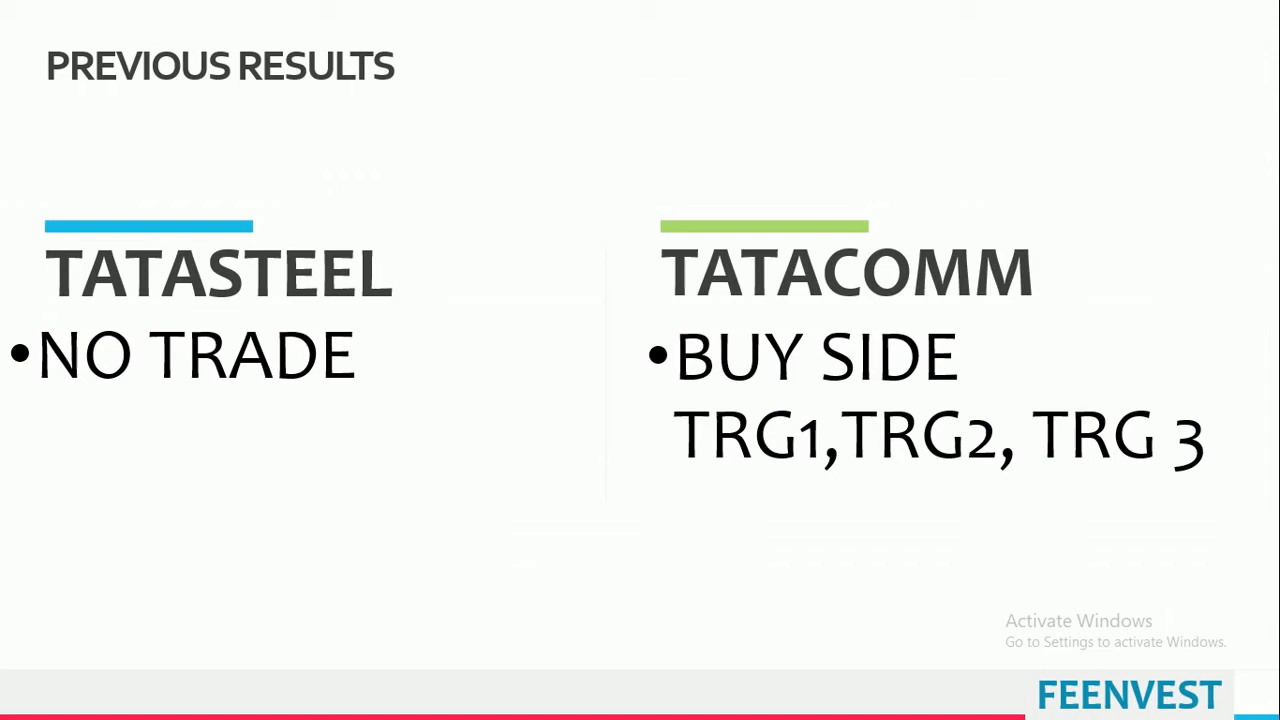 PREVIOUS RESULTS
TATASTEEL
•NO TRADE
TATACOMM
•BUY SIDE
TRG1,TRG2, TRG 3
Activate Windows
Go to Settings to activate Windows.
FEENVEST